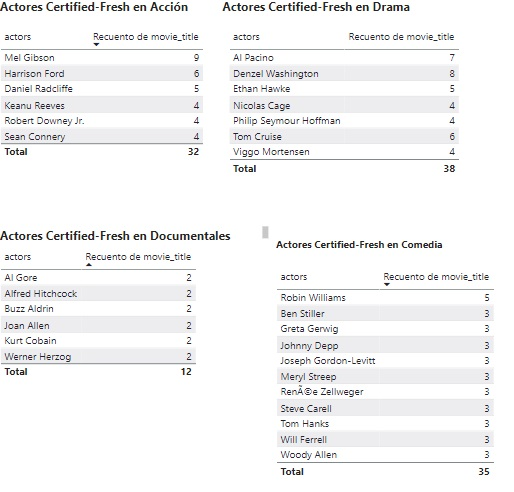 Actores Certified-Fresh en Acción
actors Recuento de movie_title
Mel Gibson 9
Harrison Ford 6
Daniel Radcliffe 5
Keanu Reeves 4
Robert Downey Jr. 4
Sean Connery 4
Total 32
Actores Certified-Fresh en Drama
actors Recuento de movie_title
Al Pacino 7
Denzel Washington 8
Ethan Hawke 5
Nicolas Cage 4
Philip Seymour Hoffman 4
Tom Cruise 6
Viggo Mortensen 4
Total 38
Actores Certified-Fresh en Documentales
actors Recuento de movie_title
Al Gore 2
Alfred Hitchcock 2
Buzz Aldrin 2
Joan Allen 2
Kurt Cobain 2
Werner Herzog 2
Total 12
Actores Certified-Fresh en Comedia
actors Recuento de movie_title
Robin Williams 5
Ben Stiller 3
Greta Gerwig 3
Johnny Depp 3
Joseph Gordon-Levitt 3
Meryl Streep 3
RenÃ©e Zellweger 3
Steve Carell 3
Tom Hanks 3
Will Ferrell 3
Woody Allen 3
Total 35